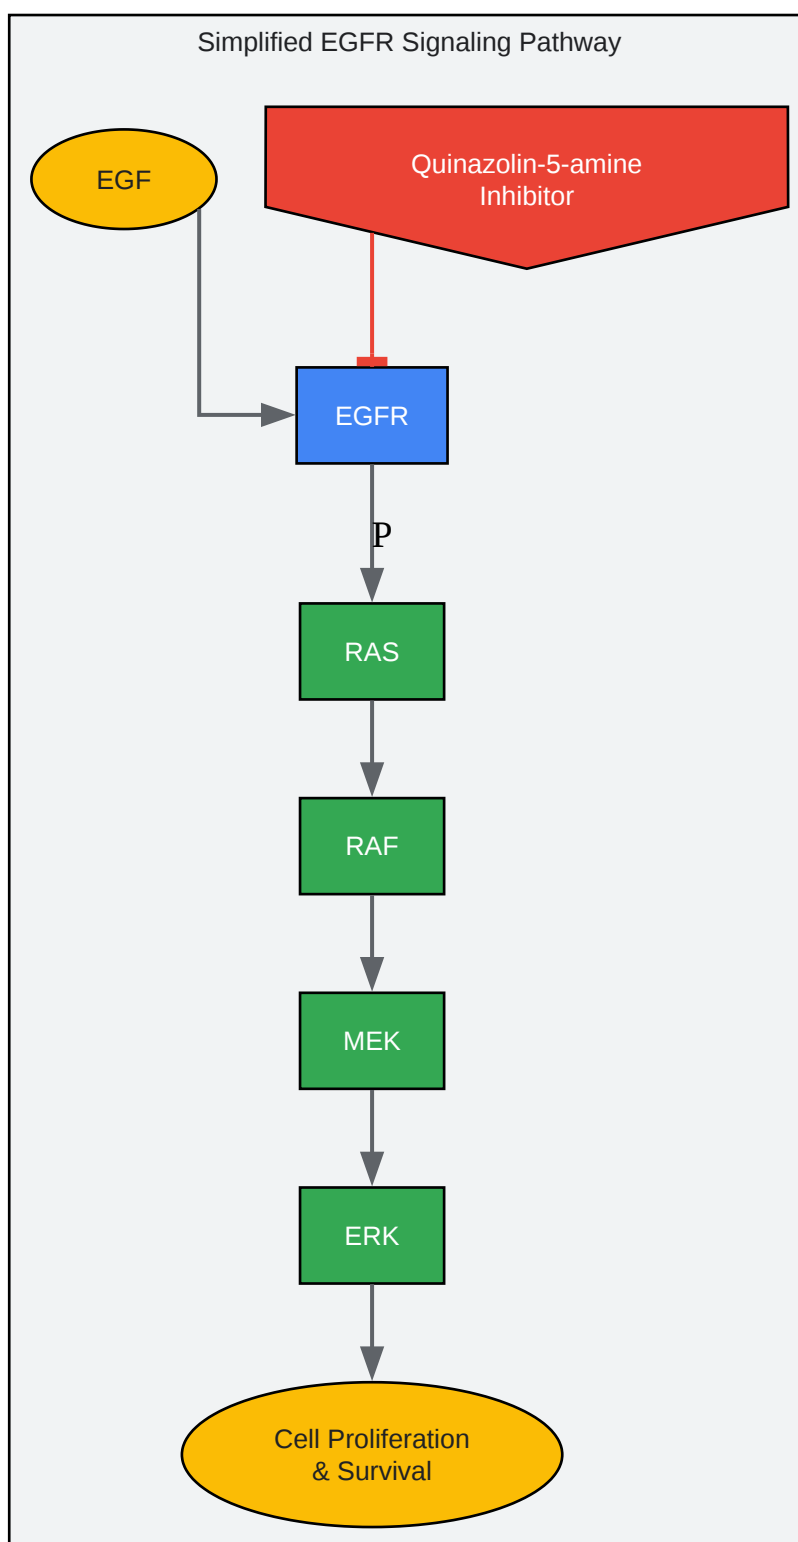 Simplified EGFR Signaling Pathway
EGF
Quinazolin-5-amine
Inhibitor
EGFR
P
RAS
RAF
MEK
ERK
Cell Proliferation
& Survival